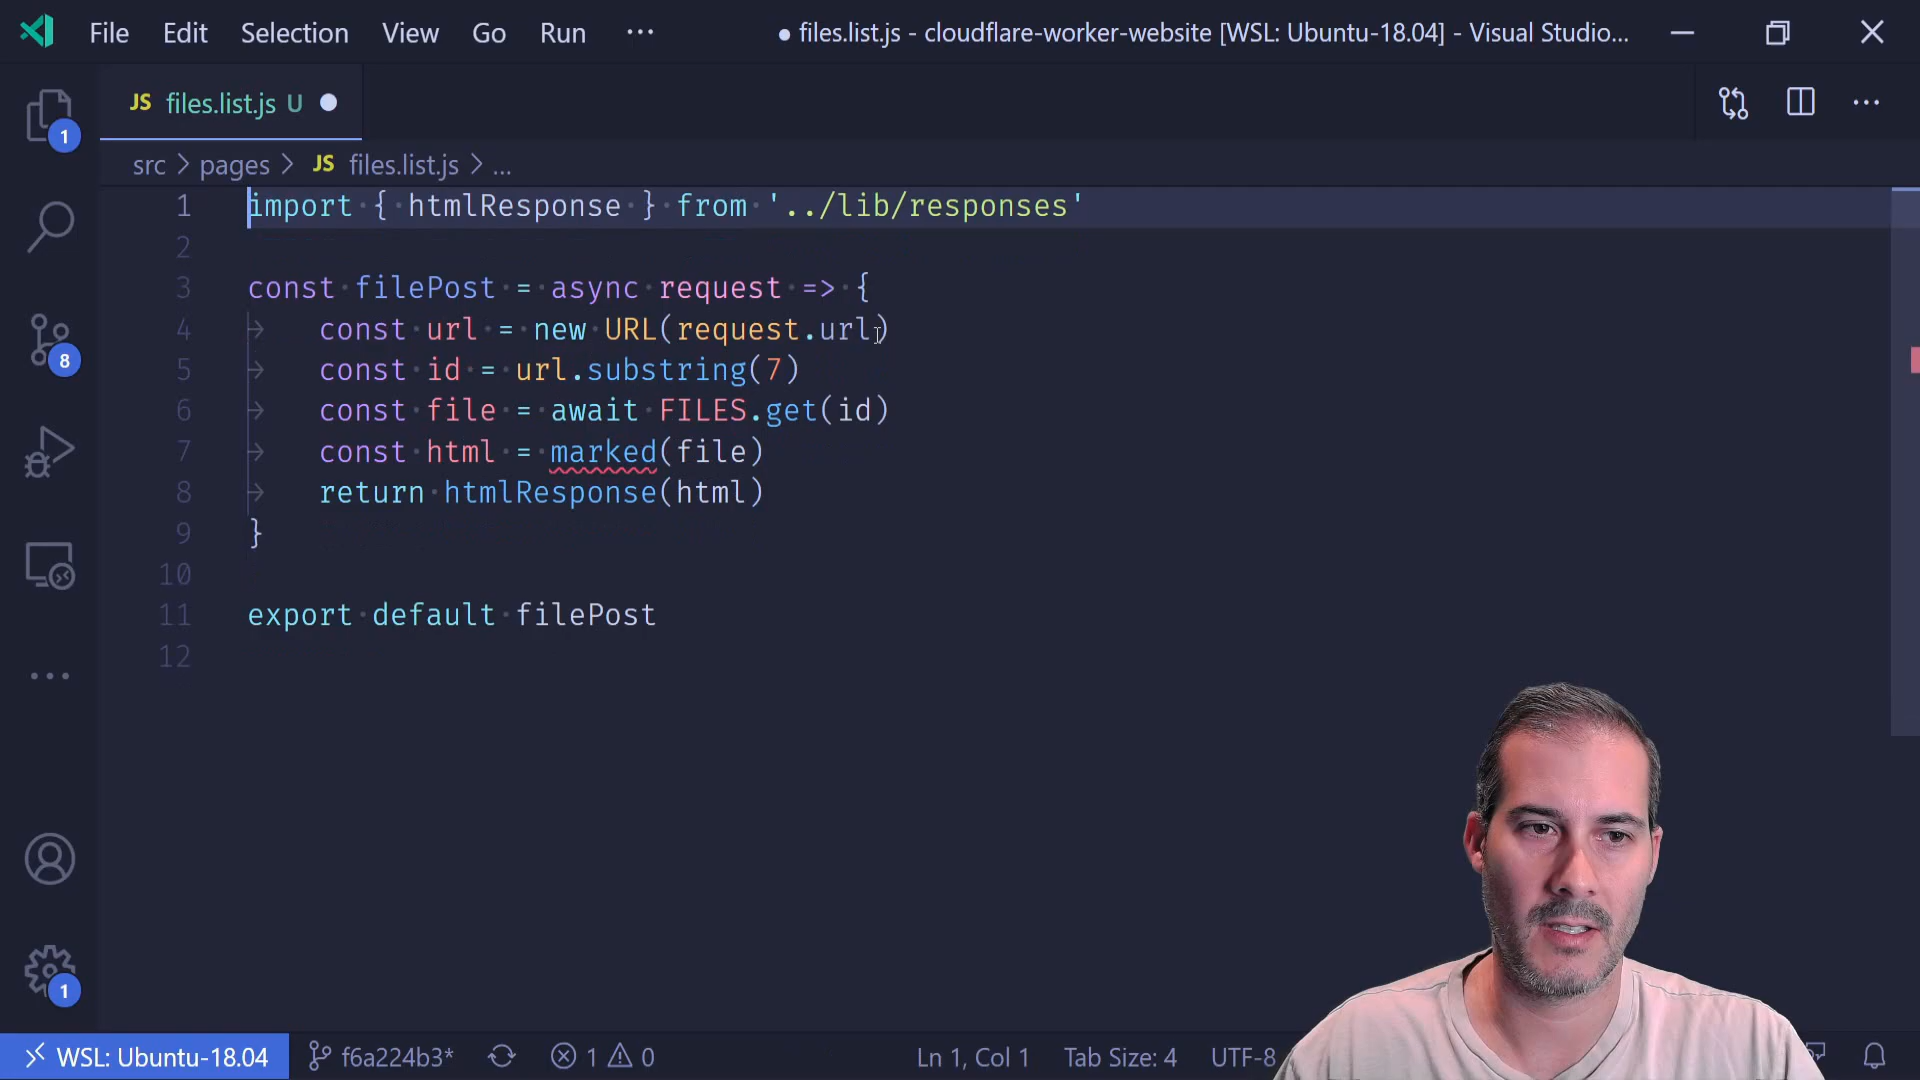 File Edit Selection View Go Run ··· ● files.list.js - cloudflare-worker-website [WSL: Ubuntu-18.04] - Visual Studio...
JS files.list.js U ●
src > pages > JS files.list.js > ...
1 import { htmlResponse } from '../lib/responses'
2
3 const filePost = async request => {
4 const url = new URL(request.url)
5 const id = url.substring(7)
6 const file = await FILES.get(id)
7 const html = marked(file)
8 return htmlResponse(html)
9 }
10
11 export default filePost
12
1
8
1
WSL: Ubuntu-18.04 f6a224b3* 1 0 Ln 1, Col 1 Tab Size: 4 UTF-8